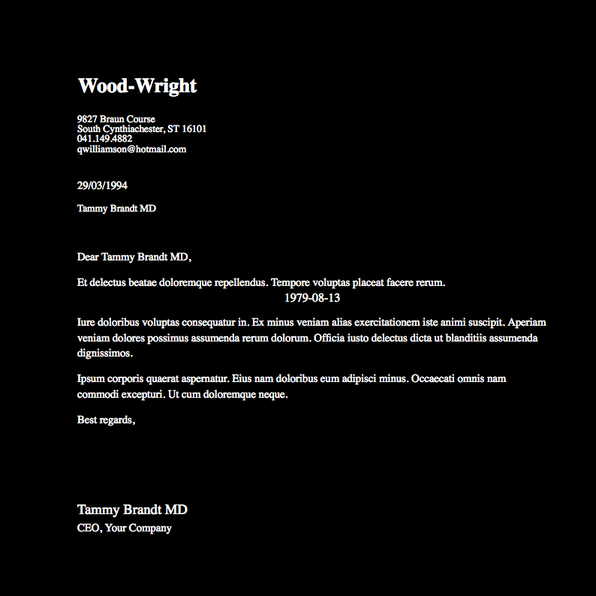 Wood-Wright
9827 Braun Course
South Cynthiachester, ST 16101
041.149.4882
qwilliamson@hotmail.com
29/03/1994
Tammy Brandt MD
Dear Tammy Brandt MD,
Et delectus beatae doloremque repellendus. Tempore voluptas placeat facere rerum.
1979-08-13
Iure doloribus voluptas consequatur in. Ex minus veniam alias exercitationem iste animi suscipit. Aperiam
veniam dolores possimus assumenda rerum dolorum. Officia iusto delectus dicta ut blanditiis assumenda
dignissimos.
Ipsum corporis quaerat aspernatur. Eius nam doloribus eum adipisci minus. Occaecati omnis nam
commodi excepturi. Ut cum doloremque neque.
Best regards,
Tammy Brandt MD
CEO, Your Company